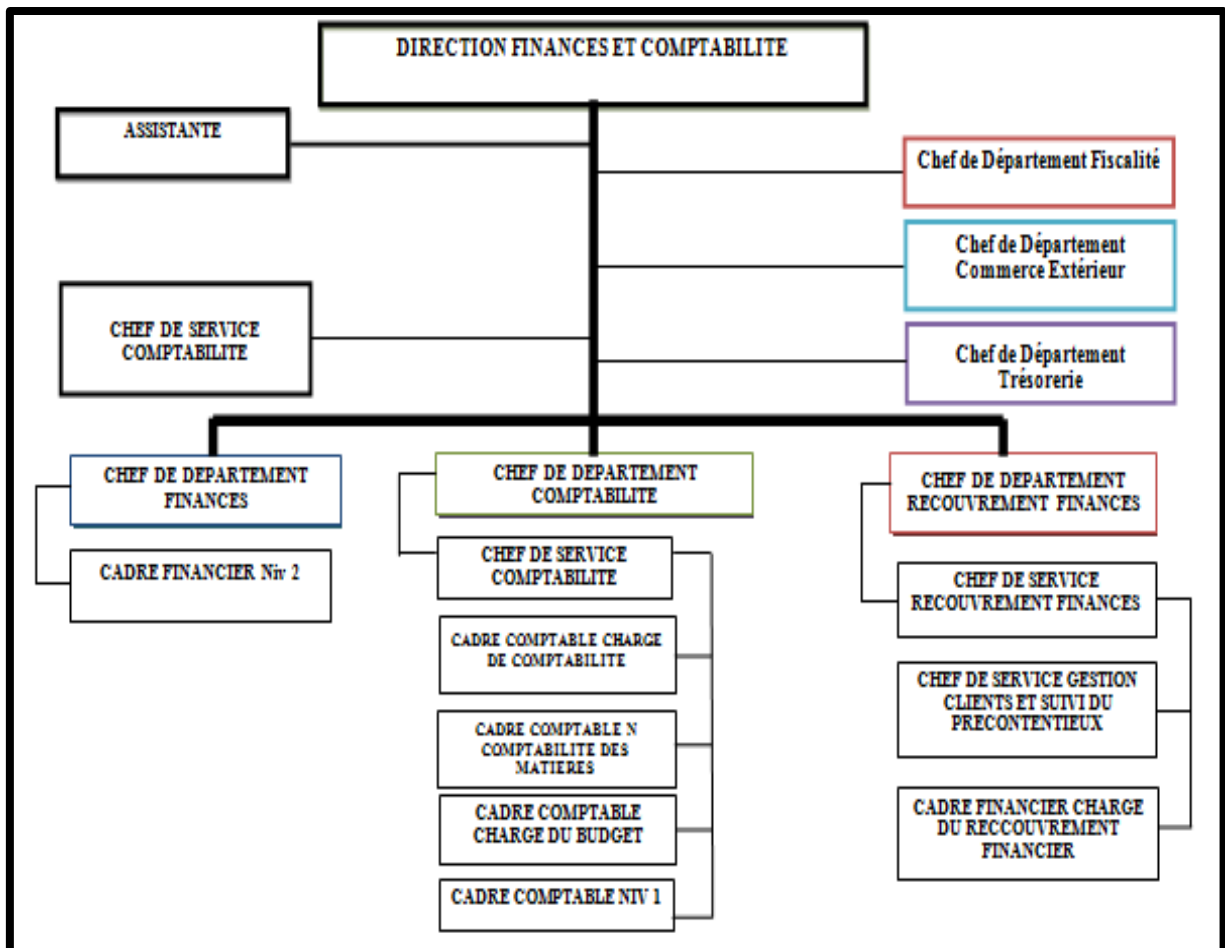 DIRECTION FINANCES ET COMPTABILITE
ASSISTANTE
Chef de Département Fiscalité
Chef de Département
Commerce Extérieur
CHEF DE SERVICE
COMPTABILITE
Chef de Département
Trésorerie
CHEF DE DEPARTEMENT
FINANCES
CADRE FINANCIER Niv 2
CHEF DE DEPARTEMENT
COMPTABILITE
CHEF DE SERVICE
COMPTABILITE
CADRE COMPTABLE CHARGE
DE COMPTABILITE
CADRE COMPTABLE N
COMPTABILITE DES
MATIERES
CADRE COMPTABLE
CHARGE DU BUDGET
CADRE COMPTABLE NIV 1
CHEF DE DEPARTEMENT
RECOUVREMENT FINANCES
CHEF DE SERVICE
RECOUVREMENT FINANCES
CHEF DE SERVICE GESTION
CLIENTS ET SUIVI DU
PRECONTENTIEUX
CADRE FINANCIER CHARGE
DU RECCOUVREMENT
FINANCIER